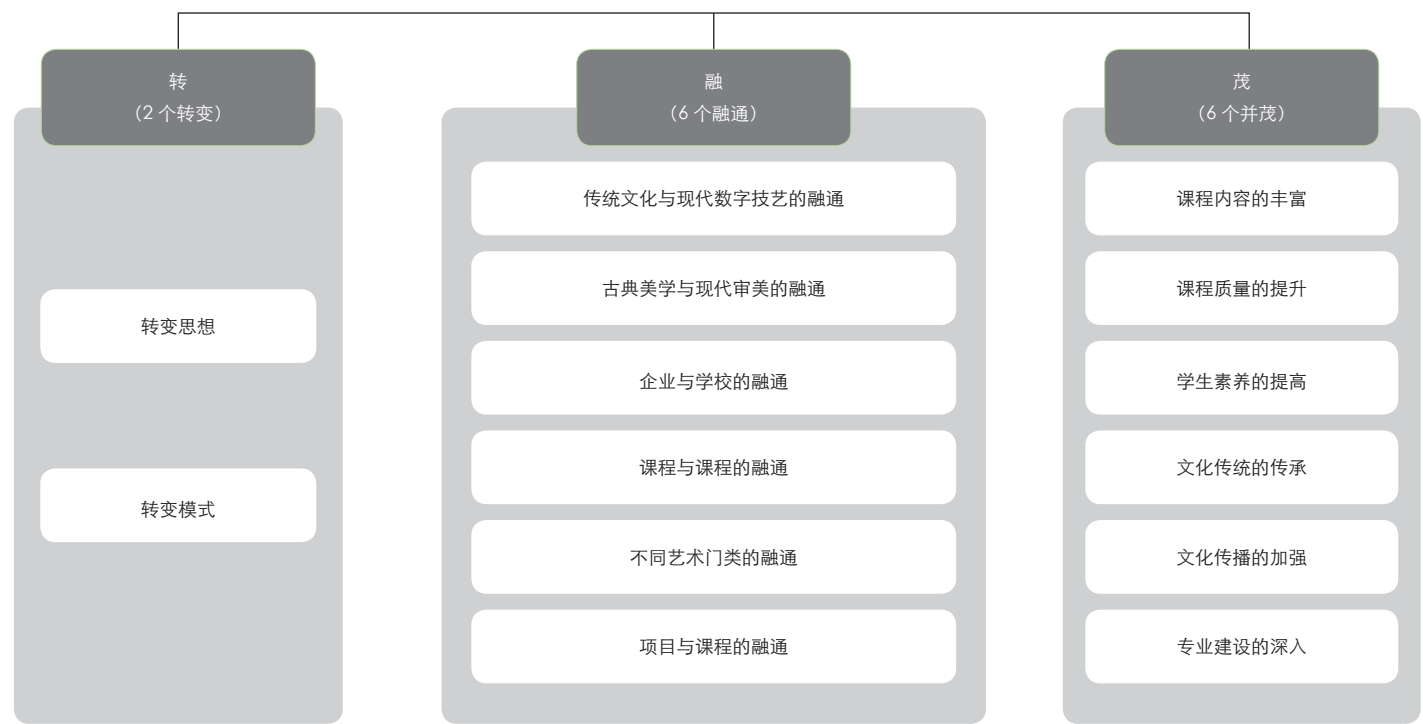 转
（2 个转变）
转变思想
转变模式
融
（6 个融通）
传统文化与现代数字技艺的融通
古典美学与现代审美的融通
企业与学校的融通
课程与课程的融通
不同艺术门类的融通
项目与课程的融通
茂
（6 个并茂）
课程内容的丰富
课程质量的提升
学生素养的提高
文化传统的传承
文化传播的加强
专业建设的深入